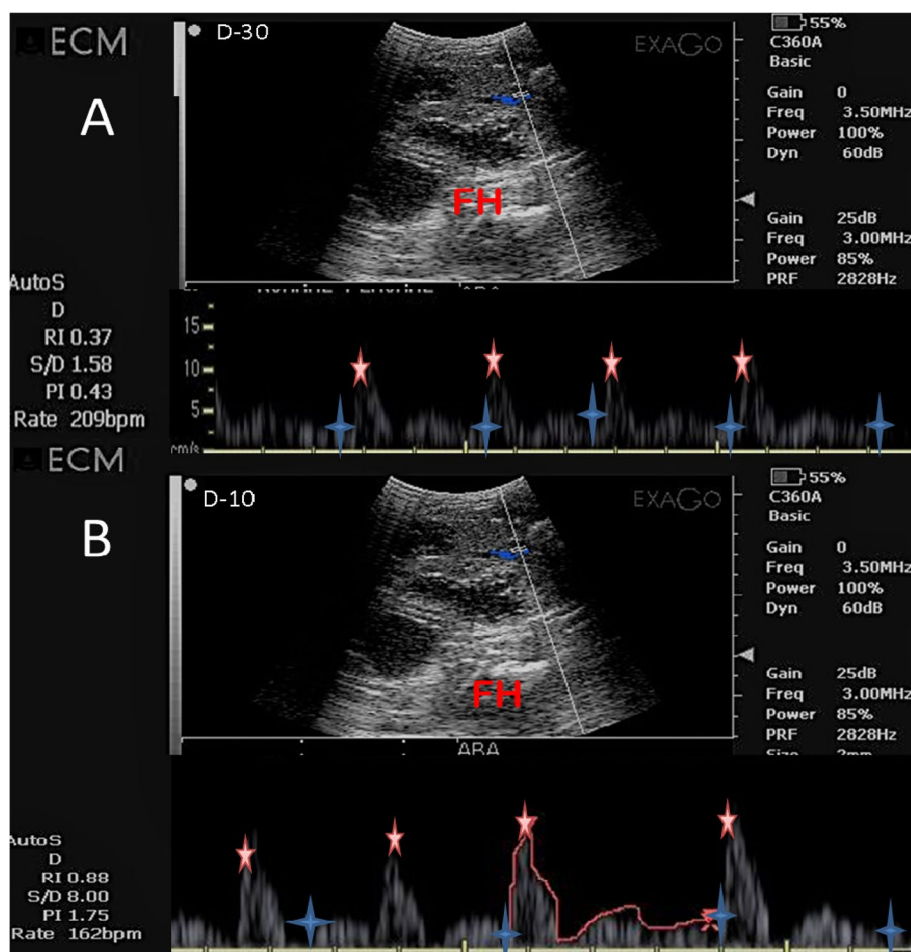 ECM
D-30
EXAGO
A
55%
C360A
Basic
Gain 0
Freq 3.50MHz
Power 100%
Dyn 60dB
FH
Gain 25dB
Freq 3.00MHz
Power 85%
PRF 2828Hz
AutoS
D
RI 0.37
S/D 1.58
PI 0.43
Rate 209bpm
15
10
5
cm/s
ECM
D-10
EXAGO
B
55%
C360A
Basic
Gain 0
Freq 3.50MHz
Power 100%
Dyn 60dB
FH
Gain 25dB
Freq 3.00MHz
Power 85%
PRF 2828Hz
Size 2mm
ABA
AutoS
D
RI 0.88
S/D 8.00
PI 1.75
Rate 162bpm